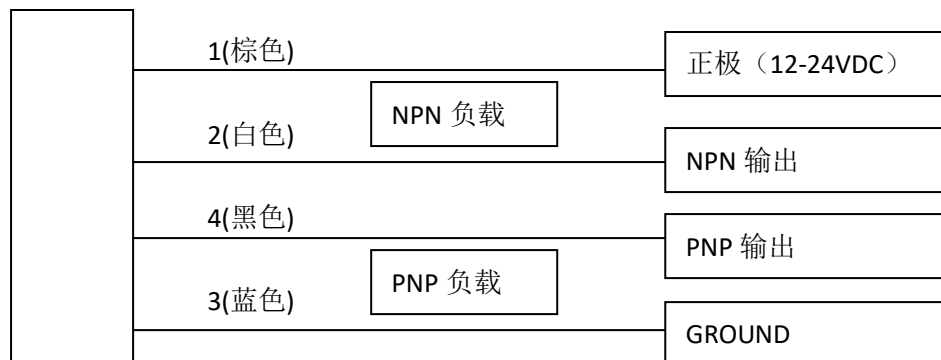 1(棕色)
正极（12-24VDC）
NPN 负载
2(白色)
NPN 输出
4(黑色)
PNP 输出
PNP 负载
3(蓝色)
GROUND